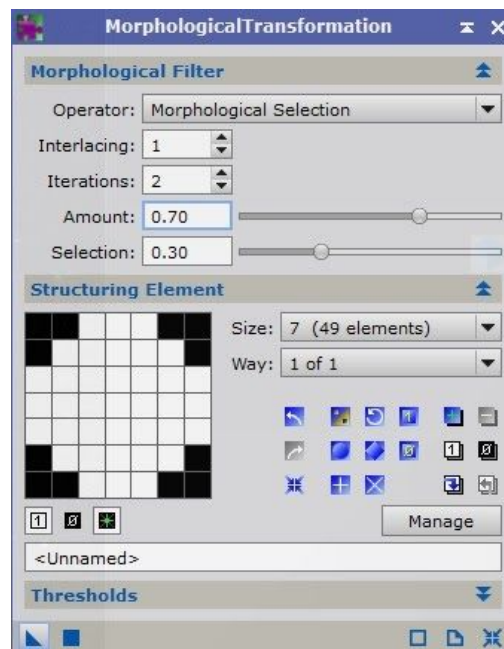 MorphologicalTransformation
Morphological Filter
Operator: Morphological Selection
Interlacing: 1
Iterations: 2
Amount: 0.70
Selection: 0.30
Structuring Element
Size: 7 (49 elements)
Way: 1 of 1
Manage
<Unnamed>
Thresholds